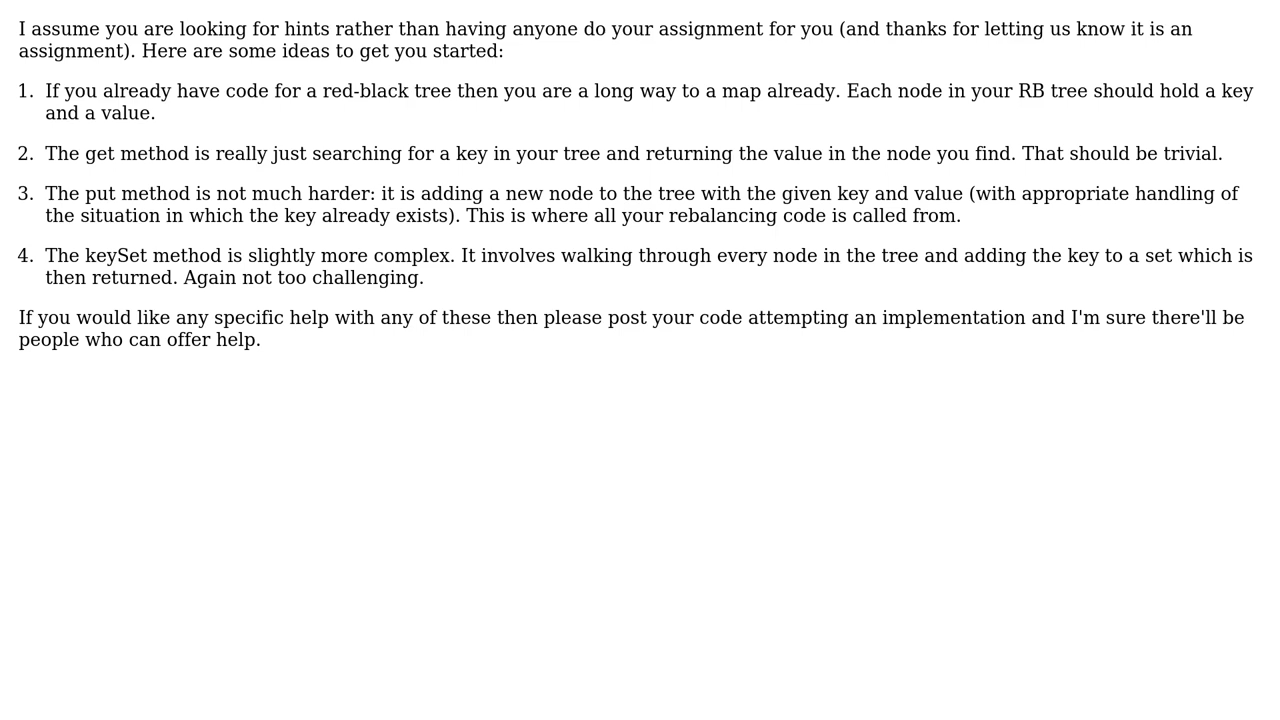 I assume you are looking for hints rather than having anyone do your assignment for you (and thanks for letting us know it is an
assignment). Here are some ideas to get you started:
1. If you already have code for a red-black tree then you are a long way to a map already. Each node in your RB tree should hold a key
and a value.
2. The get method is really just searching for a key in your tree and returning the value in the node you find. That should be trivial.
3. The put method is not much harder: it is adding a new node to the tree with the given key and value (with appropriate handling of
the situation in which the key already exists). This is where all your rebalancing code is called from.
4. The keySet method is slightly more complex. It involves walking through every node in the tree and adding the key to a set which is
then returned. Again not too challenging.
If you would like any specific help with any of these then please post your code attempting an implementation and I'm sure there'll be
people who can offer help.